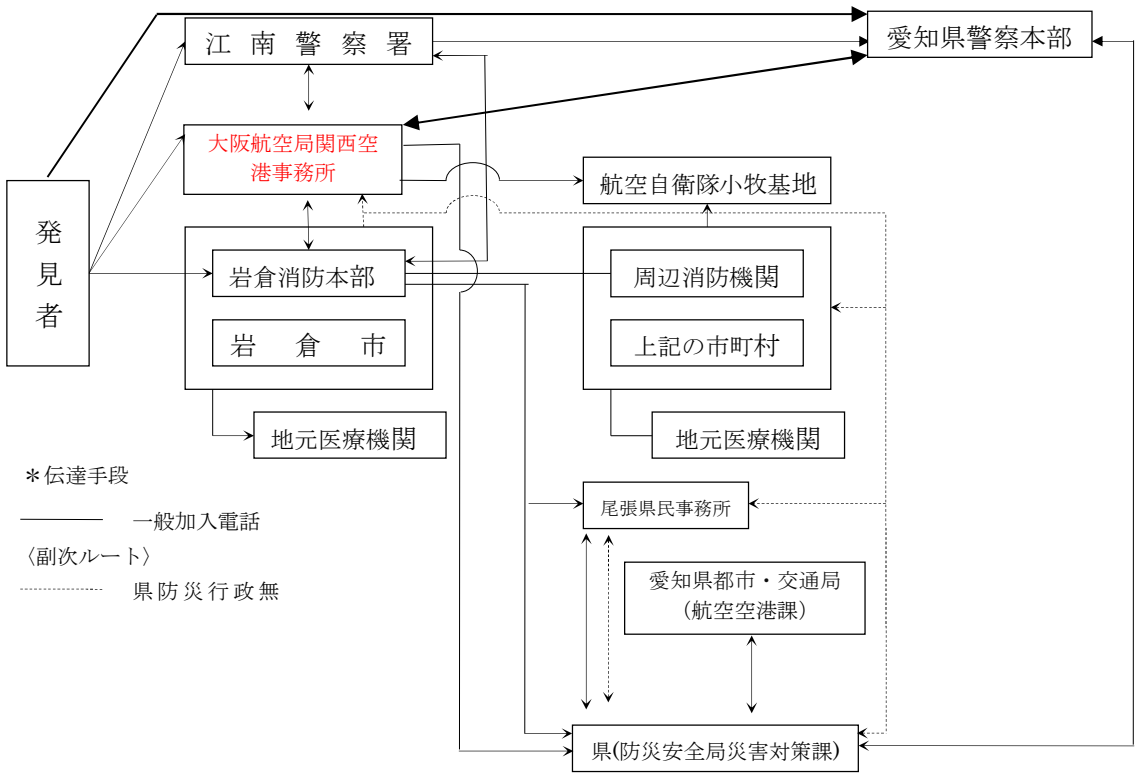 江南警察署
愛知県警察本部
大阪航空局関西空
港事務所
航空自衛隊小牧基地
発見者
岩倉消防本部
周辺消防機関
岩倉市
上記の市町村
地元医療機関
地元医療機関
＊伝達手段
一般加入電話
〈副次ルート〉
県防災行政無
尾張県民事務所
愛知県都市・交通局
（航空空港課）
県(防災安全局災害対策課)